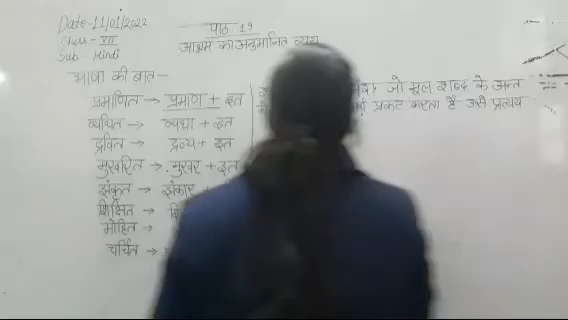 Date-11/01/2022
पाठ-19
Class-VII
आश्रम का अनुमानित व्यय
Sub. Hindi
भाषा की बात-
प्रमाणित → प्रमाण + इत
व्यथित → व्यथा + इत
द्रवित → द्रव्य + इत
मुखरित → मुखर + इत
झंकृत → झंकार +
शिक्षित →
मोहित →
चर्चित →
जो मूल शब्द के अन्त
प्रकट करता है उसे प्रत्यय